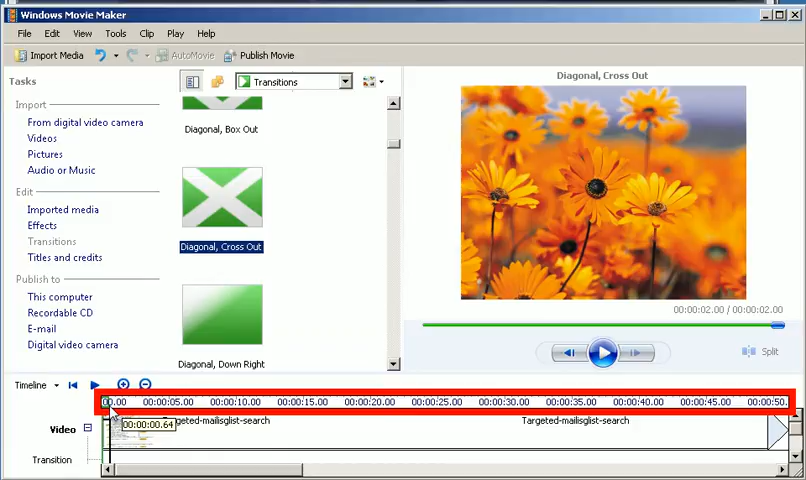 Windows Movie Maker
File Edit View Tools Clip Play Help
Import Media AutoMovie Publish Movie
Tasks
Transitions
Import
From digital video camera
Videos
Pictures
Audio or Music
Edit
Imported media
Effects
Transitions
Titles and credits
Publish to
This computer
Recordable CD
E-mail
Digital video camera
Diagonal, Box Out
Diagonal, Cross Out
Diagonal, Down Right
Diagonal, Cross Out
00:00:02.00 / 00:00:02.00
Split
Timeline
00.00 00:00:05.00 00:00:10.00 00:00:15.00 00:00:20.00 00:00:25.00 00:00:30.00 00:00:35.00 00:00:40.00 00:00:45.00 00:00:50.
Targeted-mailisglist-search Targeted-mailisglist-search
00:00:00.64
Video
Transition